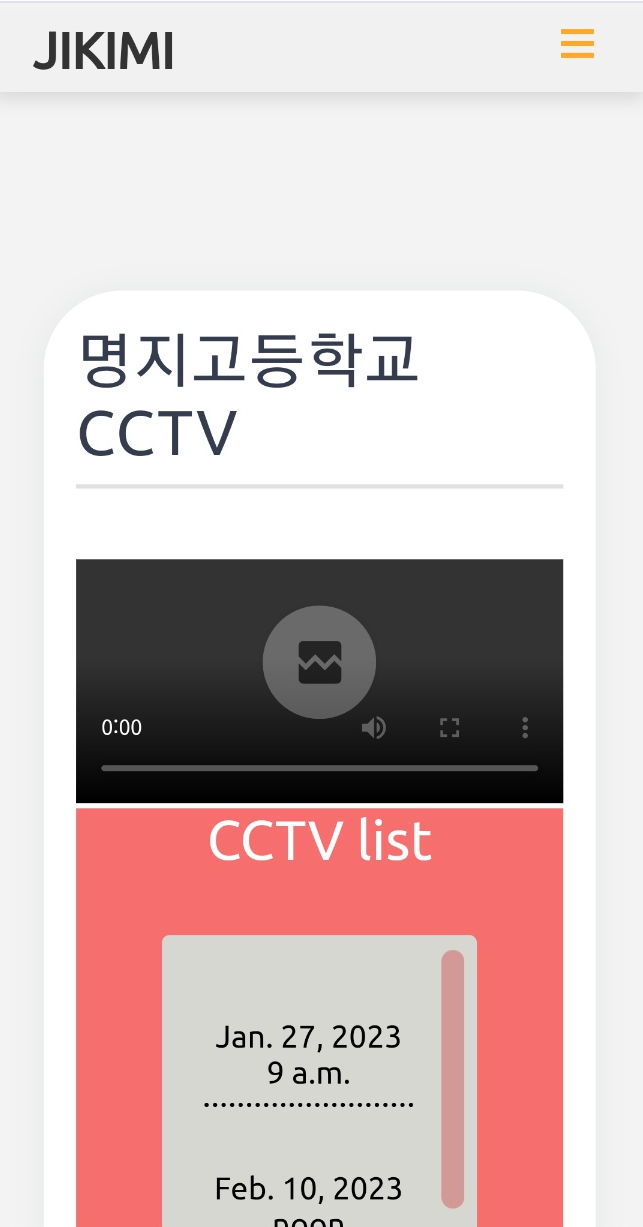 JIKIMI
명지고등학교
CCTV
0:00
CCTV list
Jan. 27, 2023
9 a.m.
Feb. 10, 2023
noon